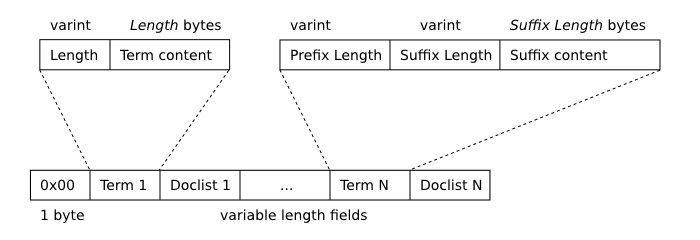 varint Length bytes varint varint Suffix Length bytes
Length Term content Prefix Length Suffix Length Suffix content
0x00 Term 1 Doclist 1 ... Term N Doclist N
1 byte variable length fields